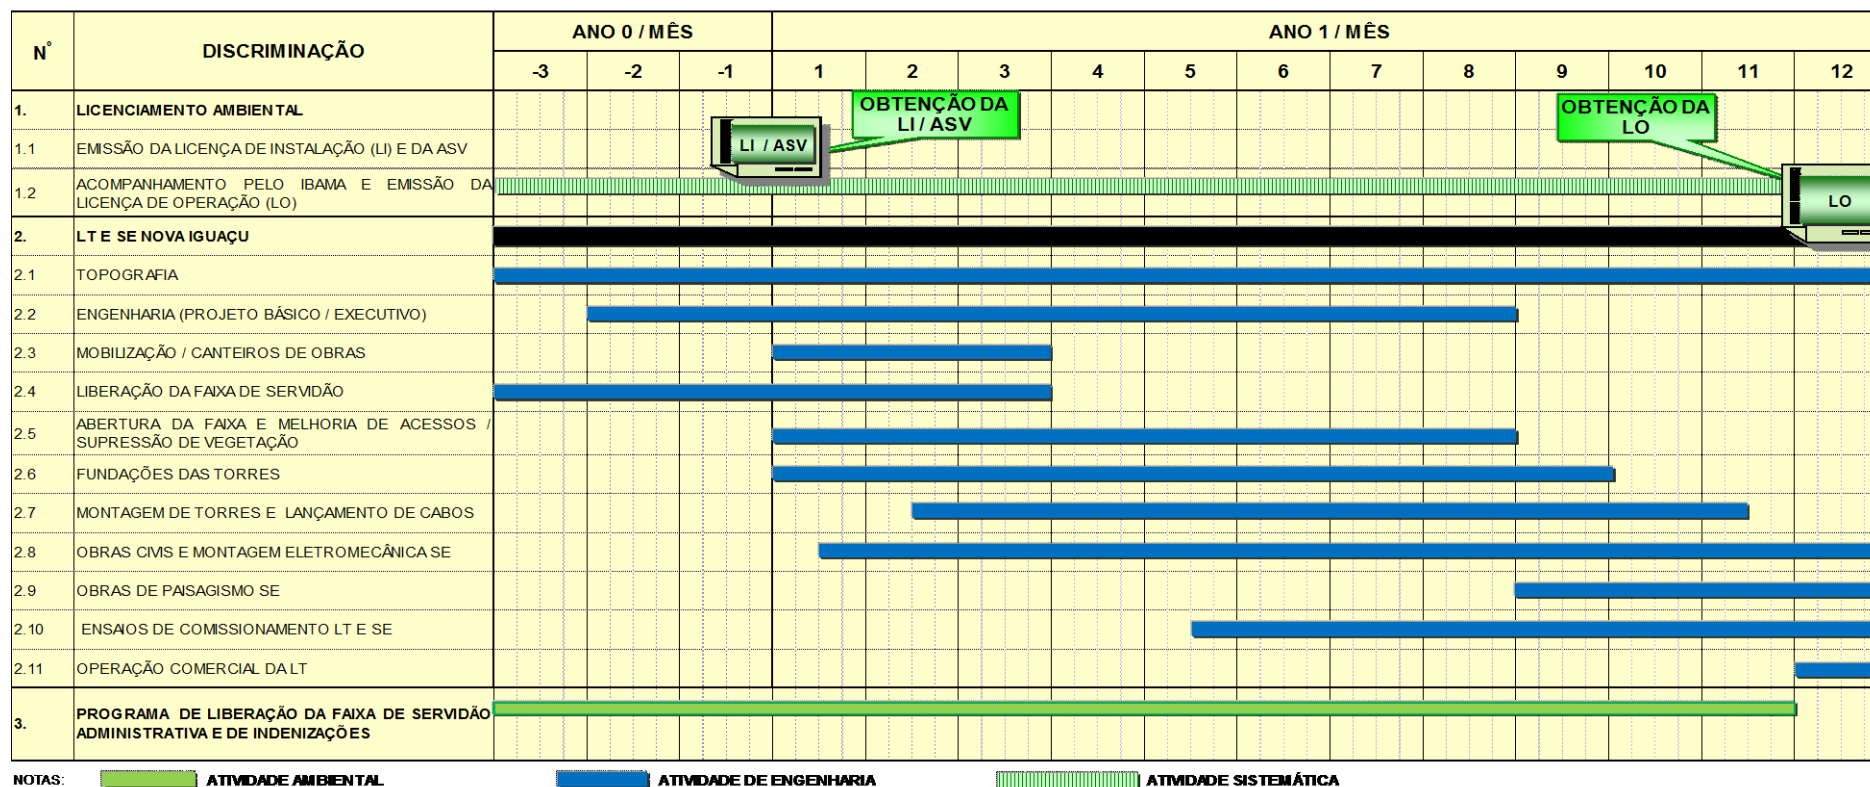 N° DISCRIMINAÇÃO ANO 0 / MÊS ANO 1 / MÊS
-3 -2 -1 1 2 3 4 5 6 7 8 9 10 11 12
1. LICENCIAMENTO AMBIENTAL
OBTENÇÃO DA
LI / ASV
OBTENÇÃO DA
LO
1.1 EMISSÃO DA LICENÇA DE INSTALAÇÃO (LI) E DA ASV
LI / ASV
1.2 ACOMPANHAMENTO PELO IBAMA E EMISSÃO DA
LICENÇA DE OPERAÇÃO (LO)
LO
2. LT E SE NOVA IGUAÇU
2.1 TOPOGRAFIA
2.2 ENGENHARIA (PROJETO BÁSICO / EXECUTIVO)
2.3 MOBILIZAÇÃO / CANTEIROS DE OBRAS
2.4 LIBERAÇÃO DA FAIXA DE SERVIDÃO
2.5 ABERTURA DA FAIXA E MELHORIA DE ACESSOS /
SUPRESSÃO DE VEGETAÇÃO
2.6 FUNDAÇÕES DAS TORRES
2.7 MONTAGEM DE TORRES E LANÇAMENTO DE CABOS
2.8 OBRAS CIVIS E MONTAGEM ELETROMECÂNICA SE
2.9 OBRAS DE PAISAGISMO SE
2.10 ENSAIOS DE COMISSIONAMENTO LT E SE
2.11 OPERAÇÃO COMERCIAL DA LT
3. PROGRAMA DE LIBERAÇÃO DA FAIXA DE SERVIDÃO
ADMINISTRATIVA E DE INDENIZAÇÕES
NOTAS: ATIVIDADE AMBIENTAL ATIVIDADE DE ENGENHARIA ATIVIDADE SISTEMÁTICA